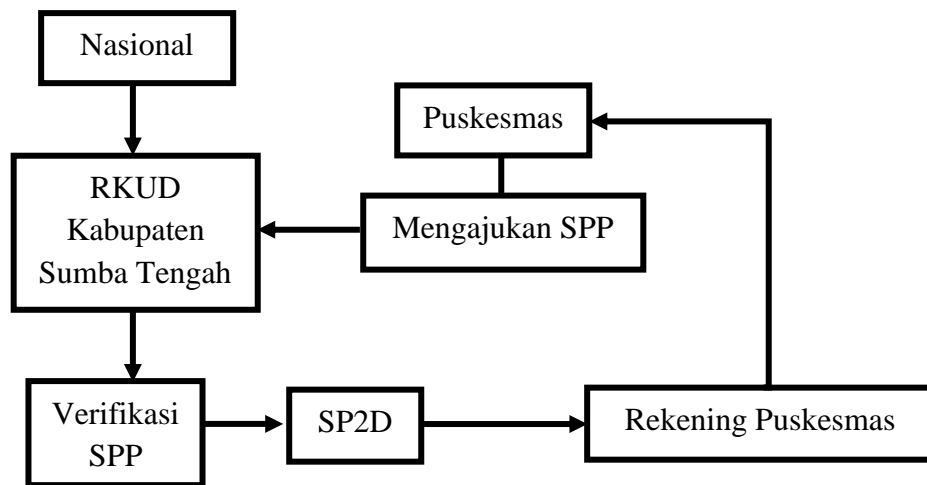 Nasional
Puskesmas
RKUD
Kabupaten
Sumba Tengah
Mengajukan SPP
Verifikasi
SPP
SP2D
Rekening Puskesmas